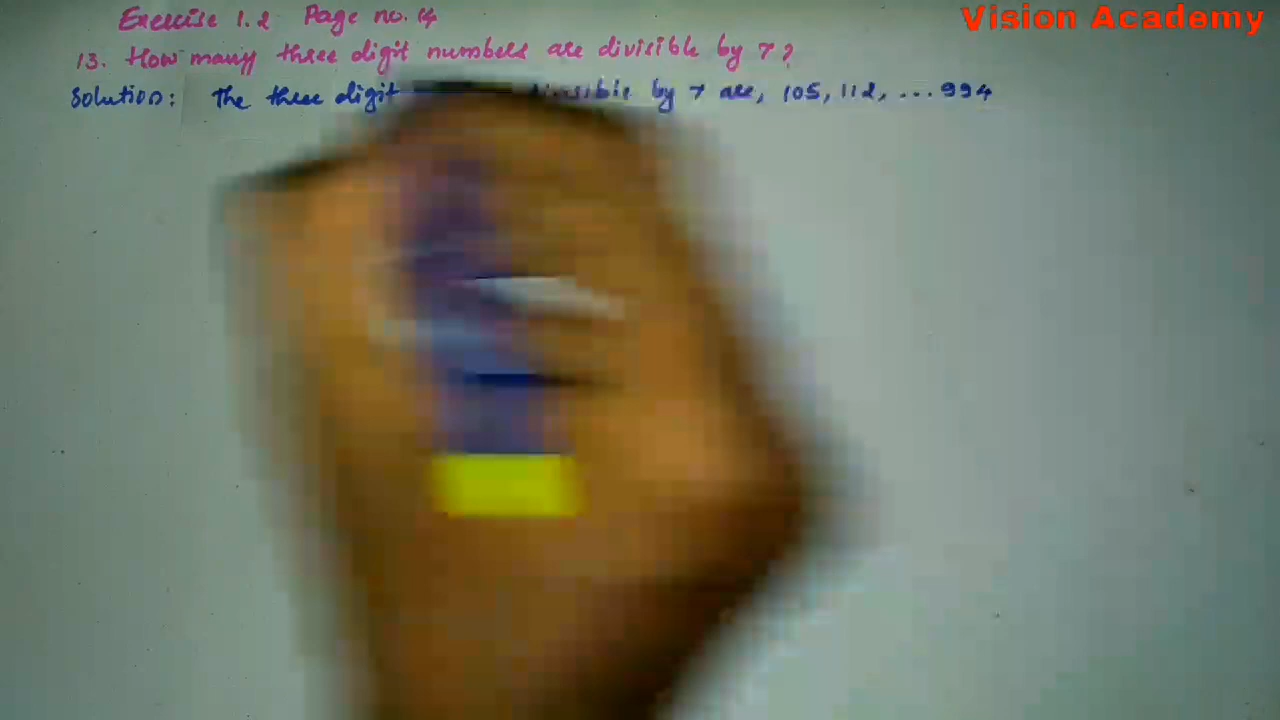 Exercise 1.2 Page no. 14
Vision Academy
13. How many three digit numbers are divisible by 7?
Solution: The three digit divisible by 7 are, 105, 112, ... 994